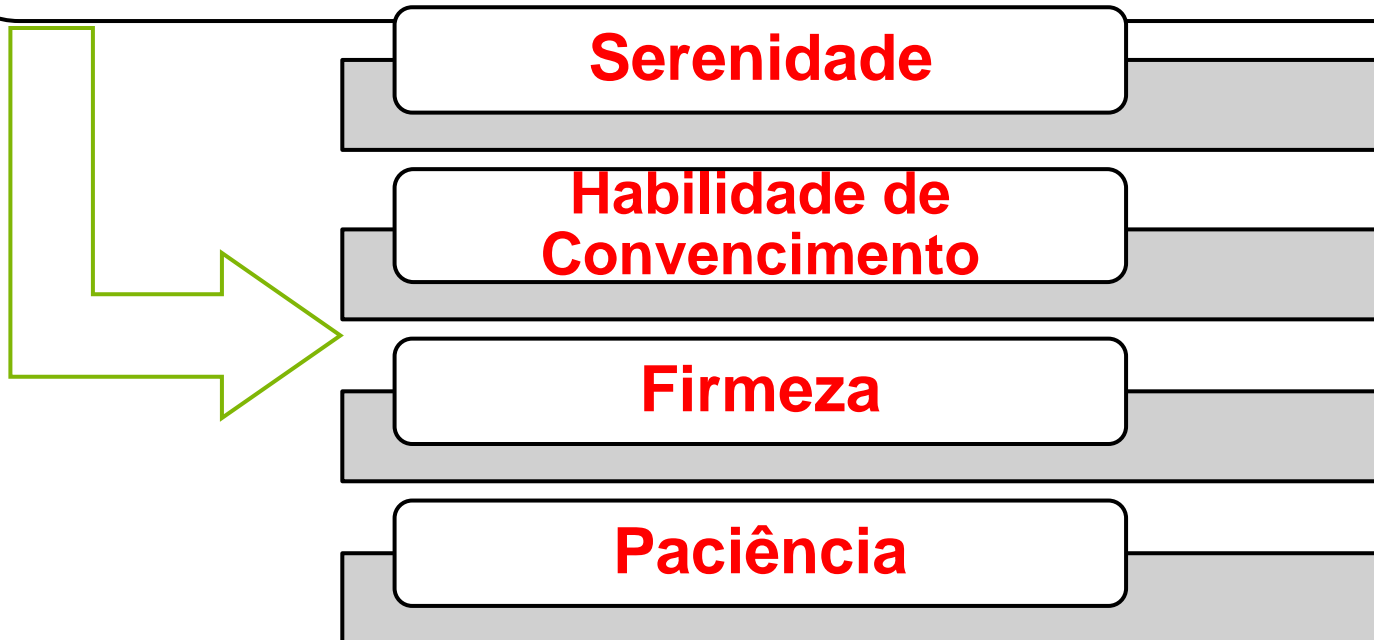 Serenidade
Habilidade de
Convencimento
Firmeza
Paciência